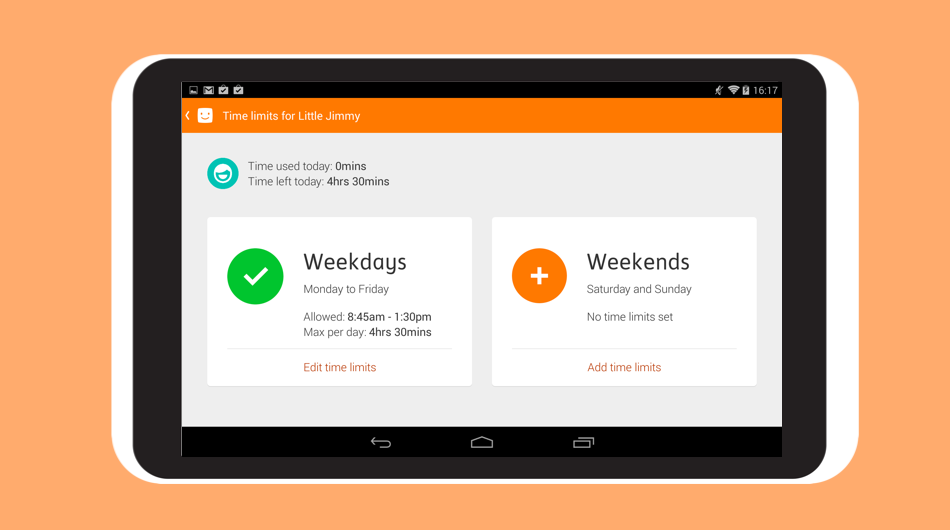 16:17
Time limits for Little Jimmy
Time used today: 0mins
Time left today: 4hrs 30mins
Weekdays
Monday to Friday
Allowed: 8:45am - 1:30pm
Max per day: 4hrs 30mins
Edit time limits
Weekends
Saturday and Sunday
No time limits set
Add time limits